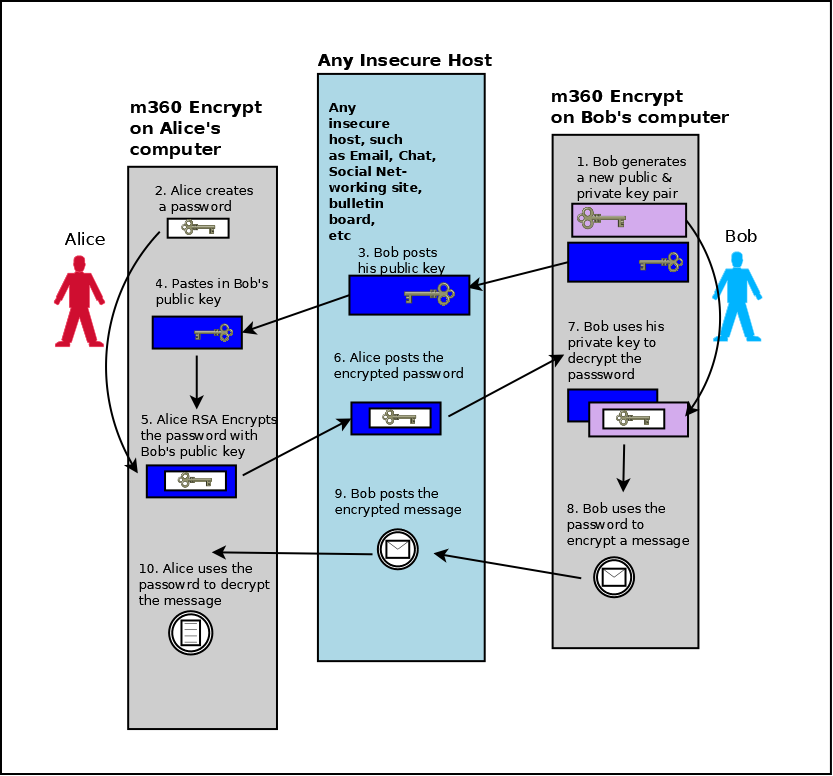 Any Insecure Host
m360 Encrypt
on Alice's
computer
m360 Encrypt
on Bob's computer
Any
insecure
host, such
as Email, Chat,
Social Net-
working site,
bulletin
board,
etc
Alice
Bob
1. Bob generates
a new public &
private key pair
2. Alice creates
a password
3. Bob posts
his public key
4. Pastes in Bob's
public key
5. Alice RSA Encrypts
the password with
Bob's public key
6. Alice posts the
encrypted password
7. Bob uses his
private key to
decrypt the
passsword
8. Bob uses the
password to
encrypt a message
9. Bob posts the
encrypted message
10. Alice uses the
passowrd to decrypt
the message